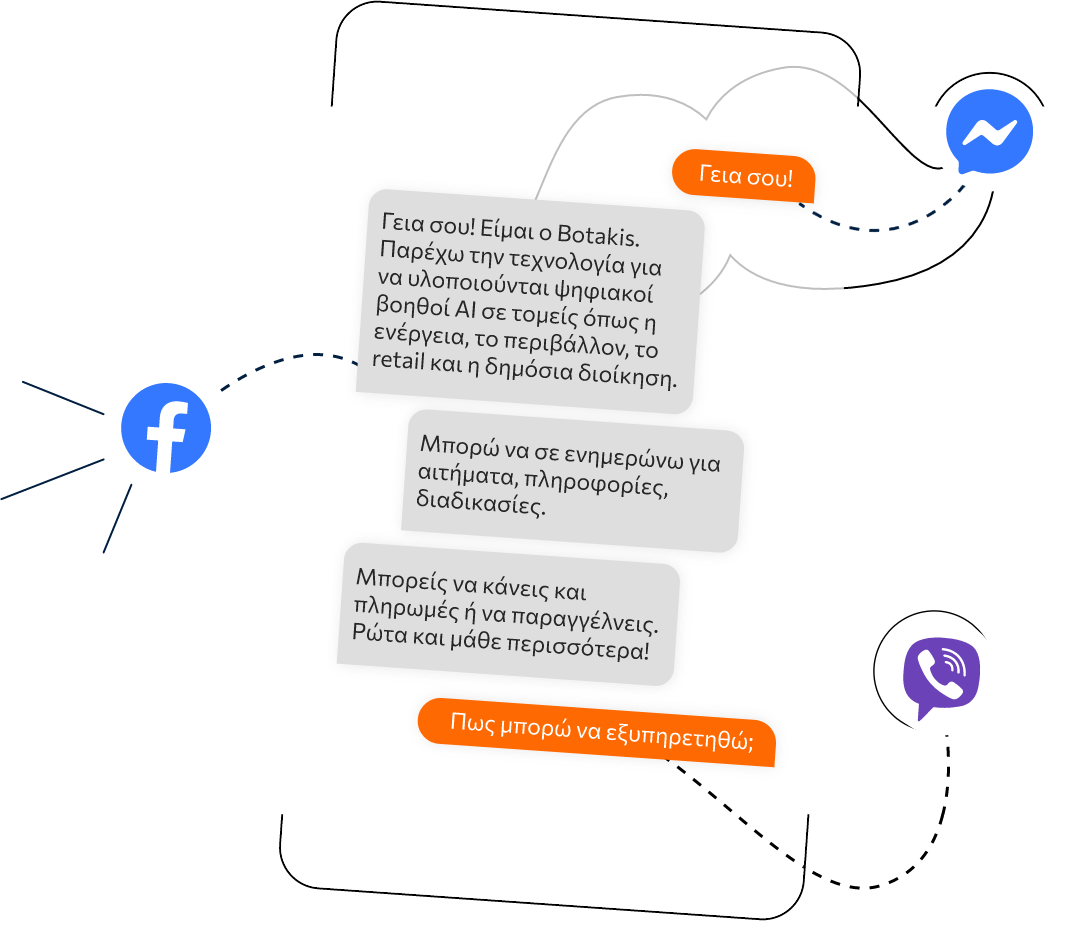 Γεια σου!
Γεια σου! Είμαι ο Botakis.
Παρέχω την τεχνολογία για
να υλοποιούνται ψηφιακοί
βοηθοί AI σε τομείς όπως η
ενέργεια, το περιβάλλον, το
retail και η δημόσια διοίκηση.
Μπορώ να σε ενημερώνω για
αιτήματα, πληροφορίες,
διαδικασίες.
Μπορείς να κάνεις και
πληρωμές ή να παραγγέλνεις.
Ρώτα και μάθε περισσότερα!
Πως μπορώ να εξυπηρετηθώ;